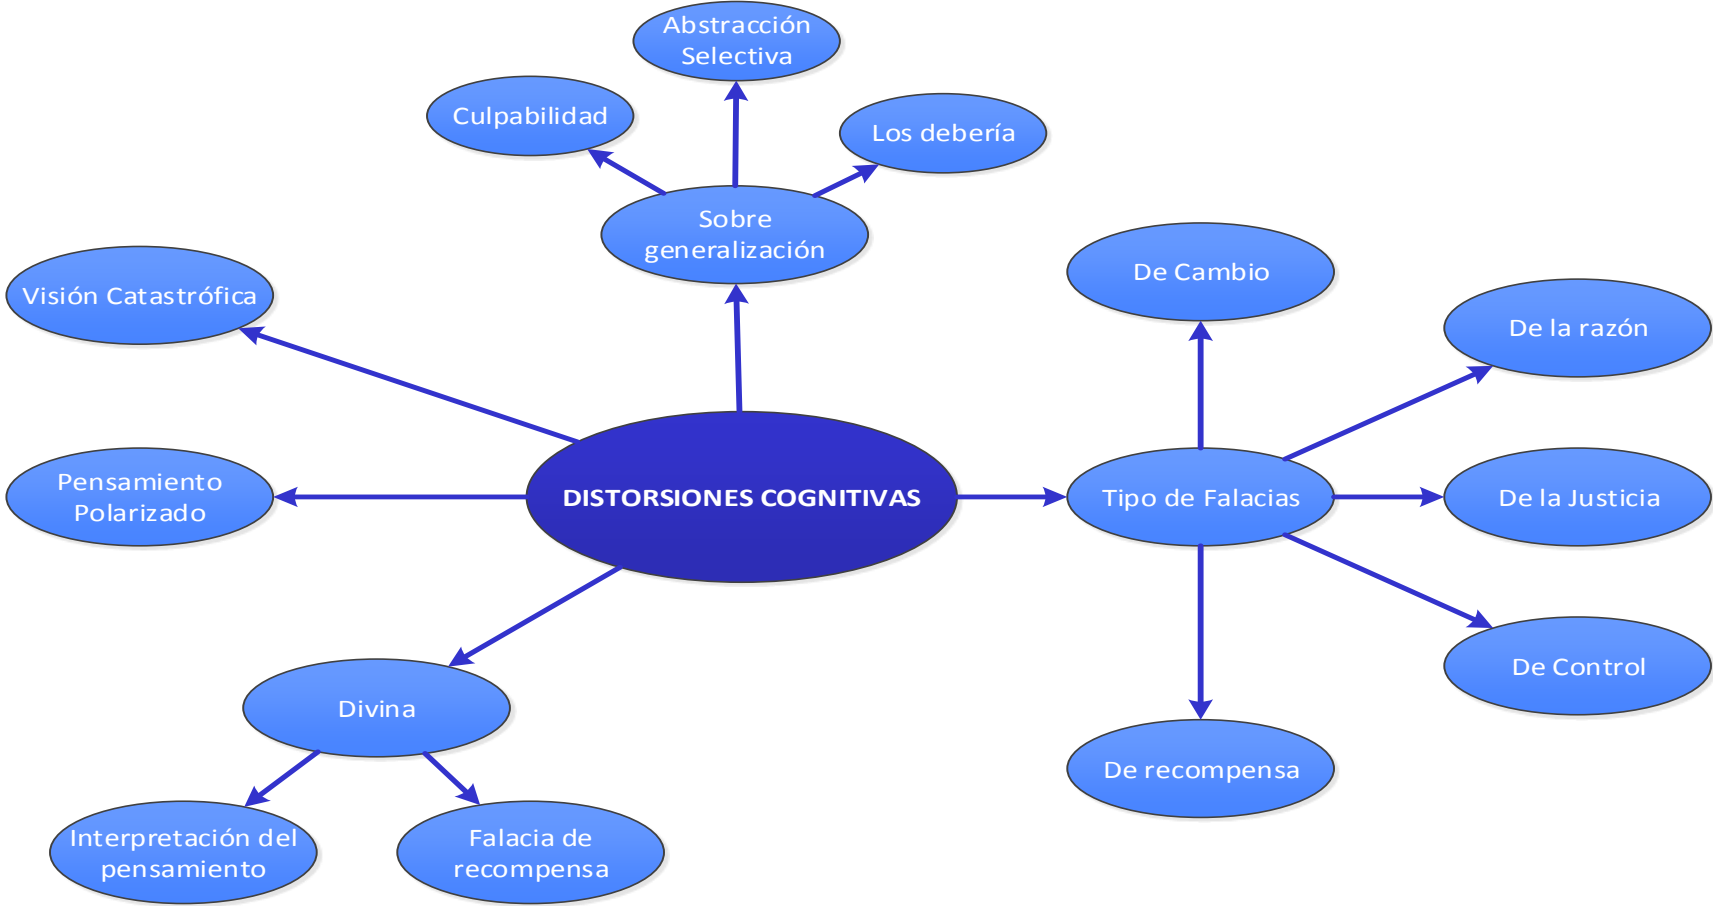 Abstracción
Selectiva
Culpabilidad
Los debería
Sobre
generalización
De Cambio
Visión Catastrófica
De la razón
Pensamiento
Polarizado
DISTORSIONES COGNITIVAS
Tipo de Falacias
De la Justicia
De Control
Divina
De recompensa
Interpretación del
pensamiento
Falacia de
recompensa